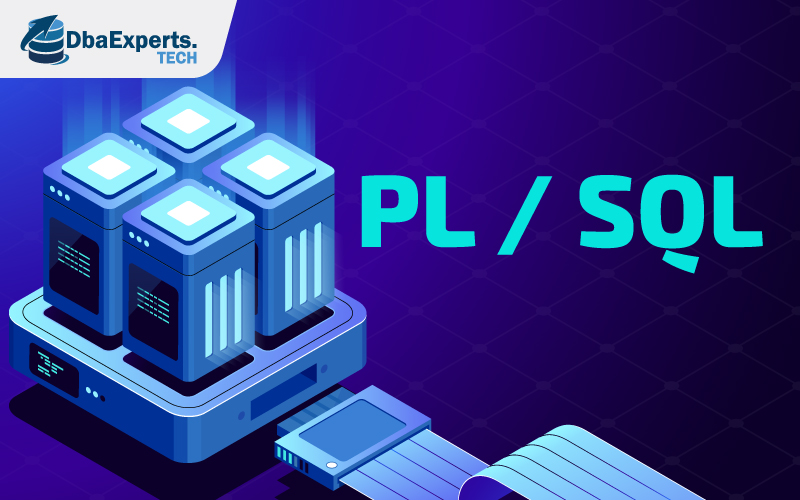 DbaExperts.
TECH
PL / SQL